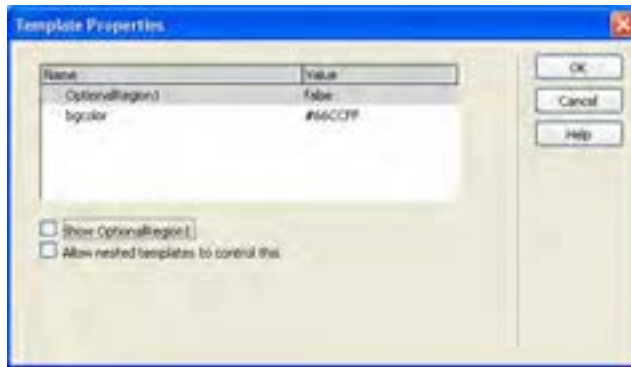 Template Properties
Name Value
OptionalRegion1 false
bgcolor #66CCFF
Show OptionalRegion1
Allow nested templates to control this
OK
Cancel
Help